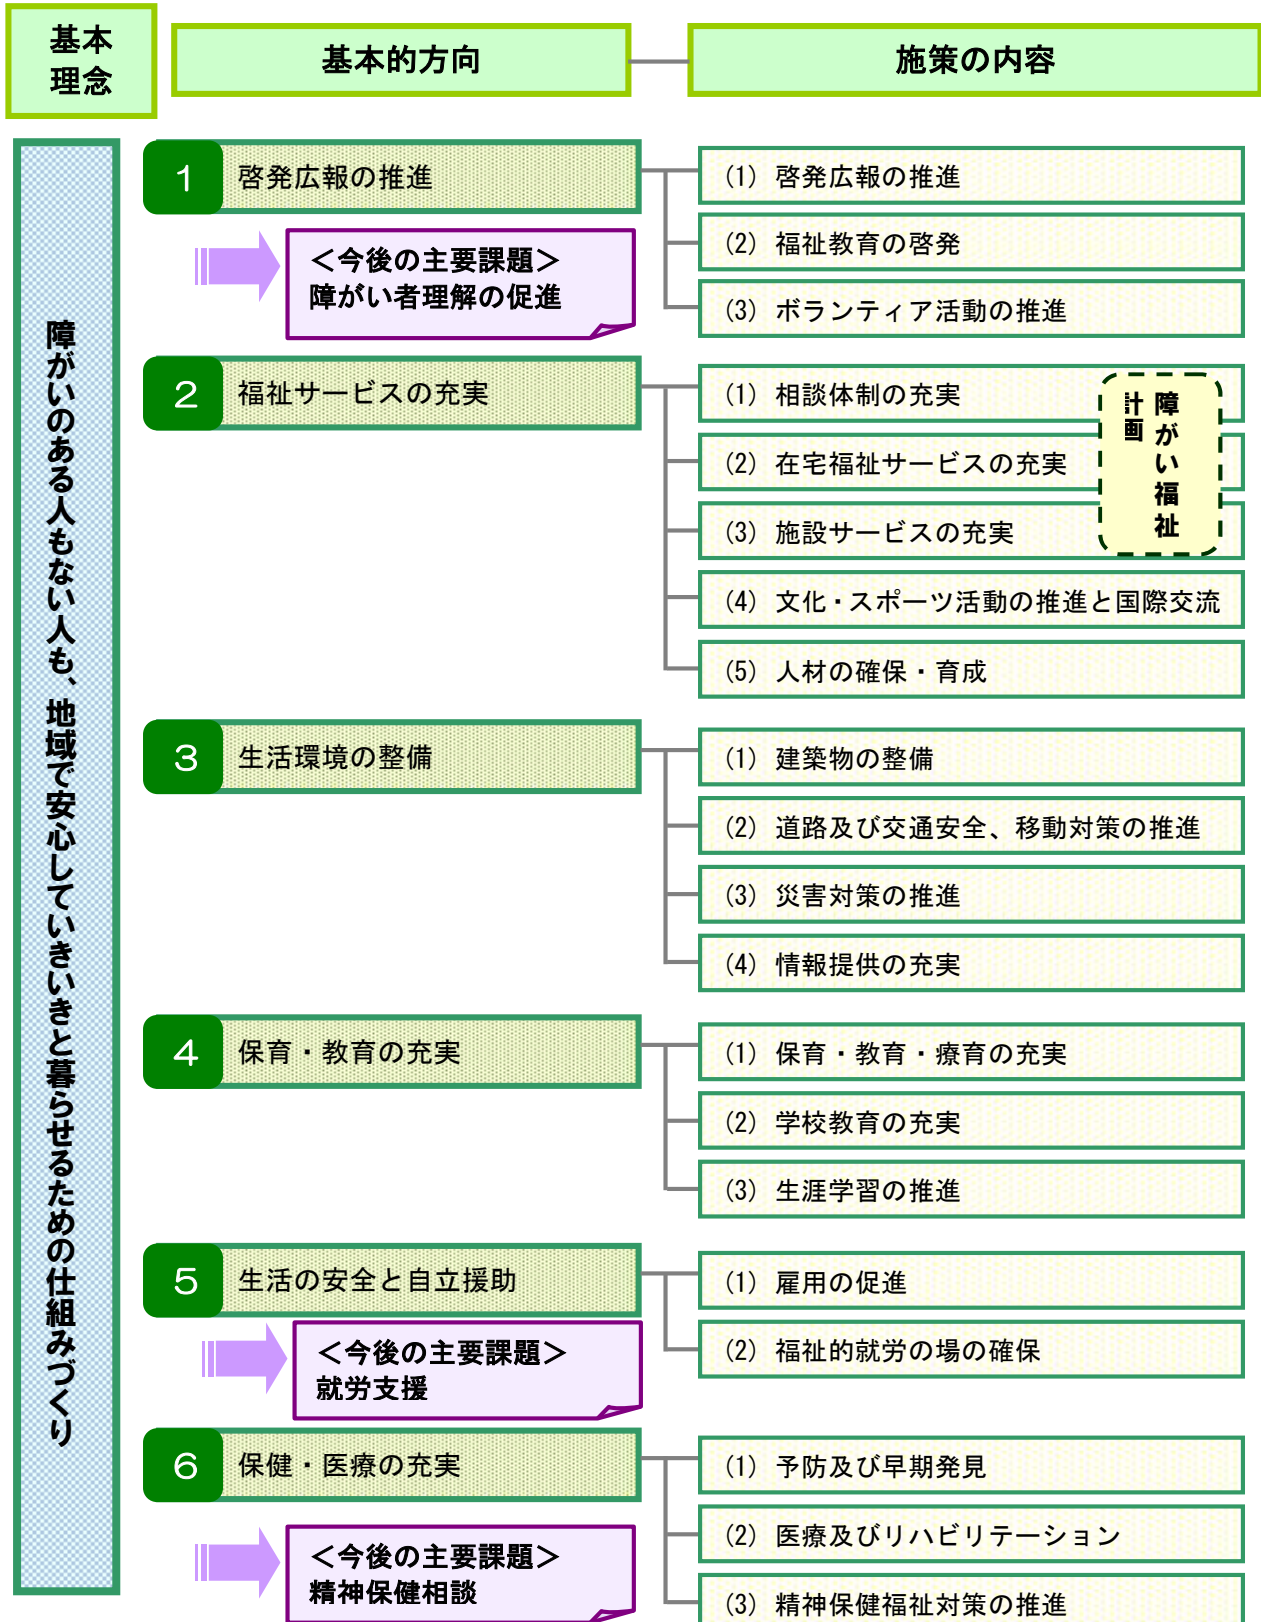 基本
理念
基本的方向
施策の内容
障がいのある人もない人も、地域で安心していきいきと暮らせるための仕組みづくり
1
啓発広報の推進
(1) 啓発広報の推進
(2) 福祉教育の啓発
(3) ボランティア活動の推進
＜今後の主要課題＞
障がい者理解の促進
2
福祉サービスの充実
(1) 相談体制の充実
(2) 在宅福祉サービスの充実
(3) 施設サービスの充実
(4) 文化・スポーツ活動の推進と国際交流
(5) 人材の確保・育成
障がい福祉
計画
3
生活環境の整備
(1) 建築物の整備
(2) 道路及び交通安全、移動対策の推進
(3) 災害対策の推進
(4) 情報提供の充実
4
保育・教育の充実
(1) 保育・教育・療育の充実
(2) 学校教育の充実
(3) 生涯学習の推進
5
生活の安全と自立援助
(1) 雇用の促進
(2) 福祉的就労の場の確保
＜今後の主要課題＞
就労支援
6
保健・医療の充実
(1) 予防及び早期発見
(2) 医療及びリハビリテーション
(3) 精神保健福祉対策の推進
＜今後の主要課題＞
精神保健相談